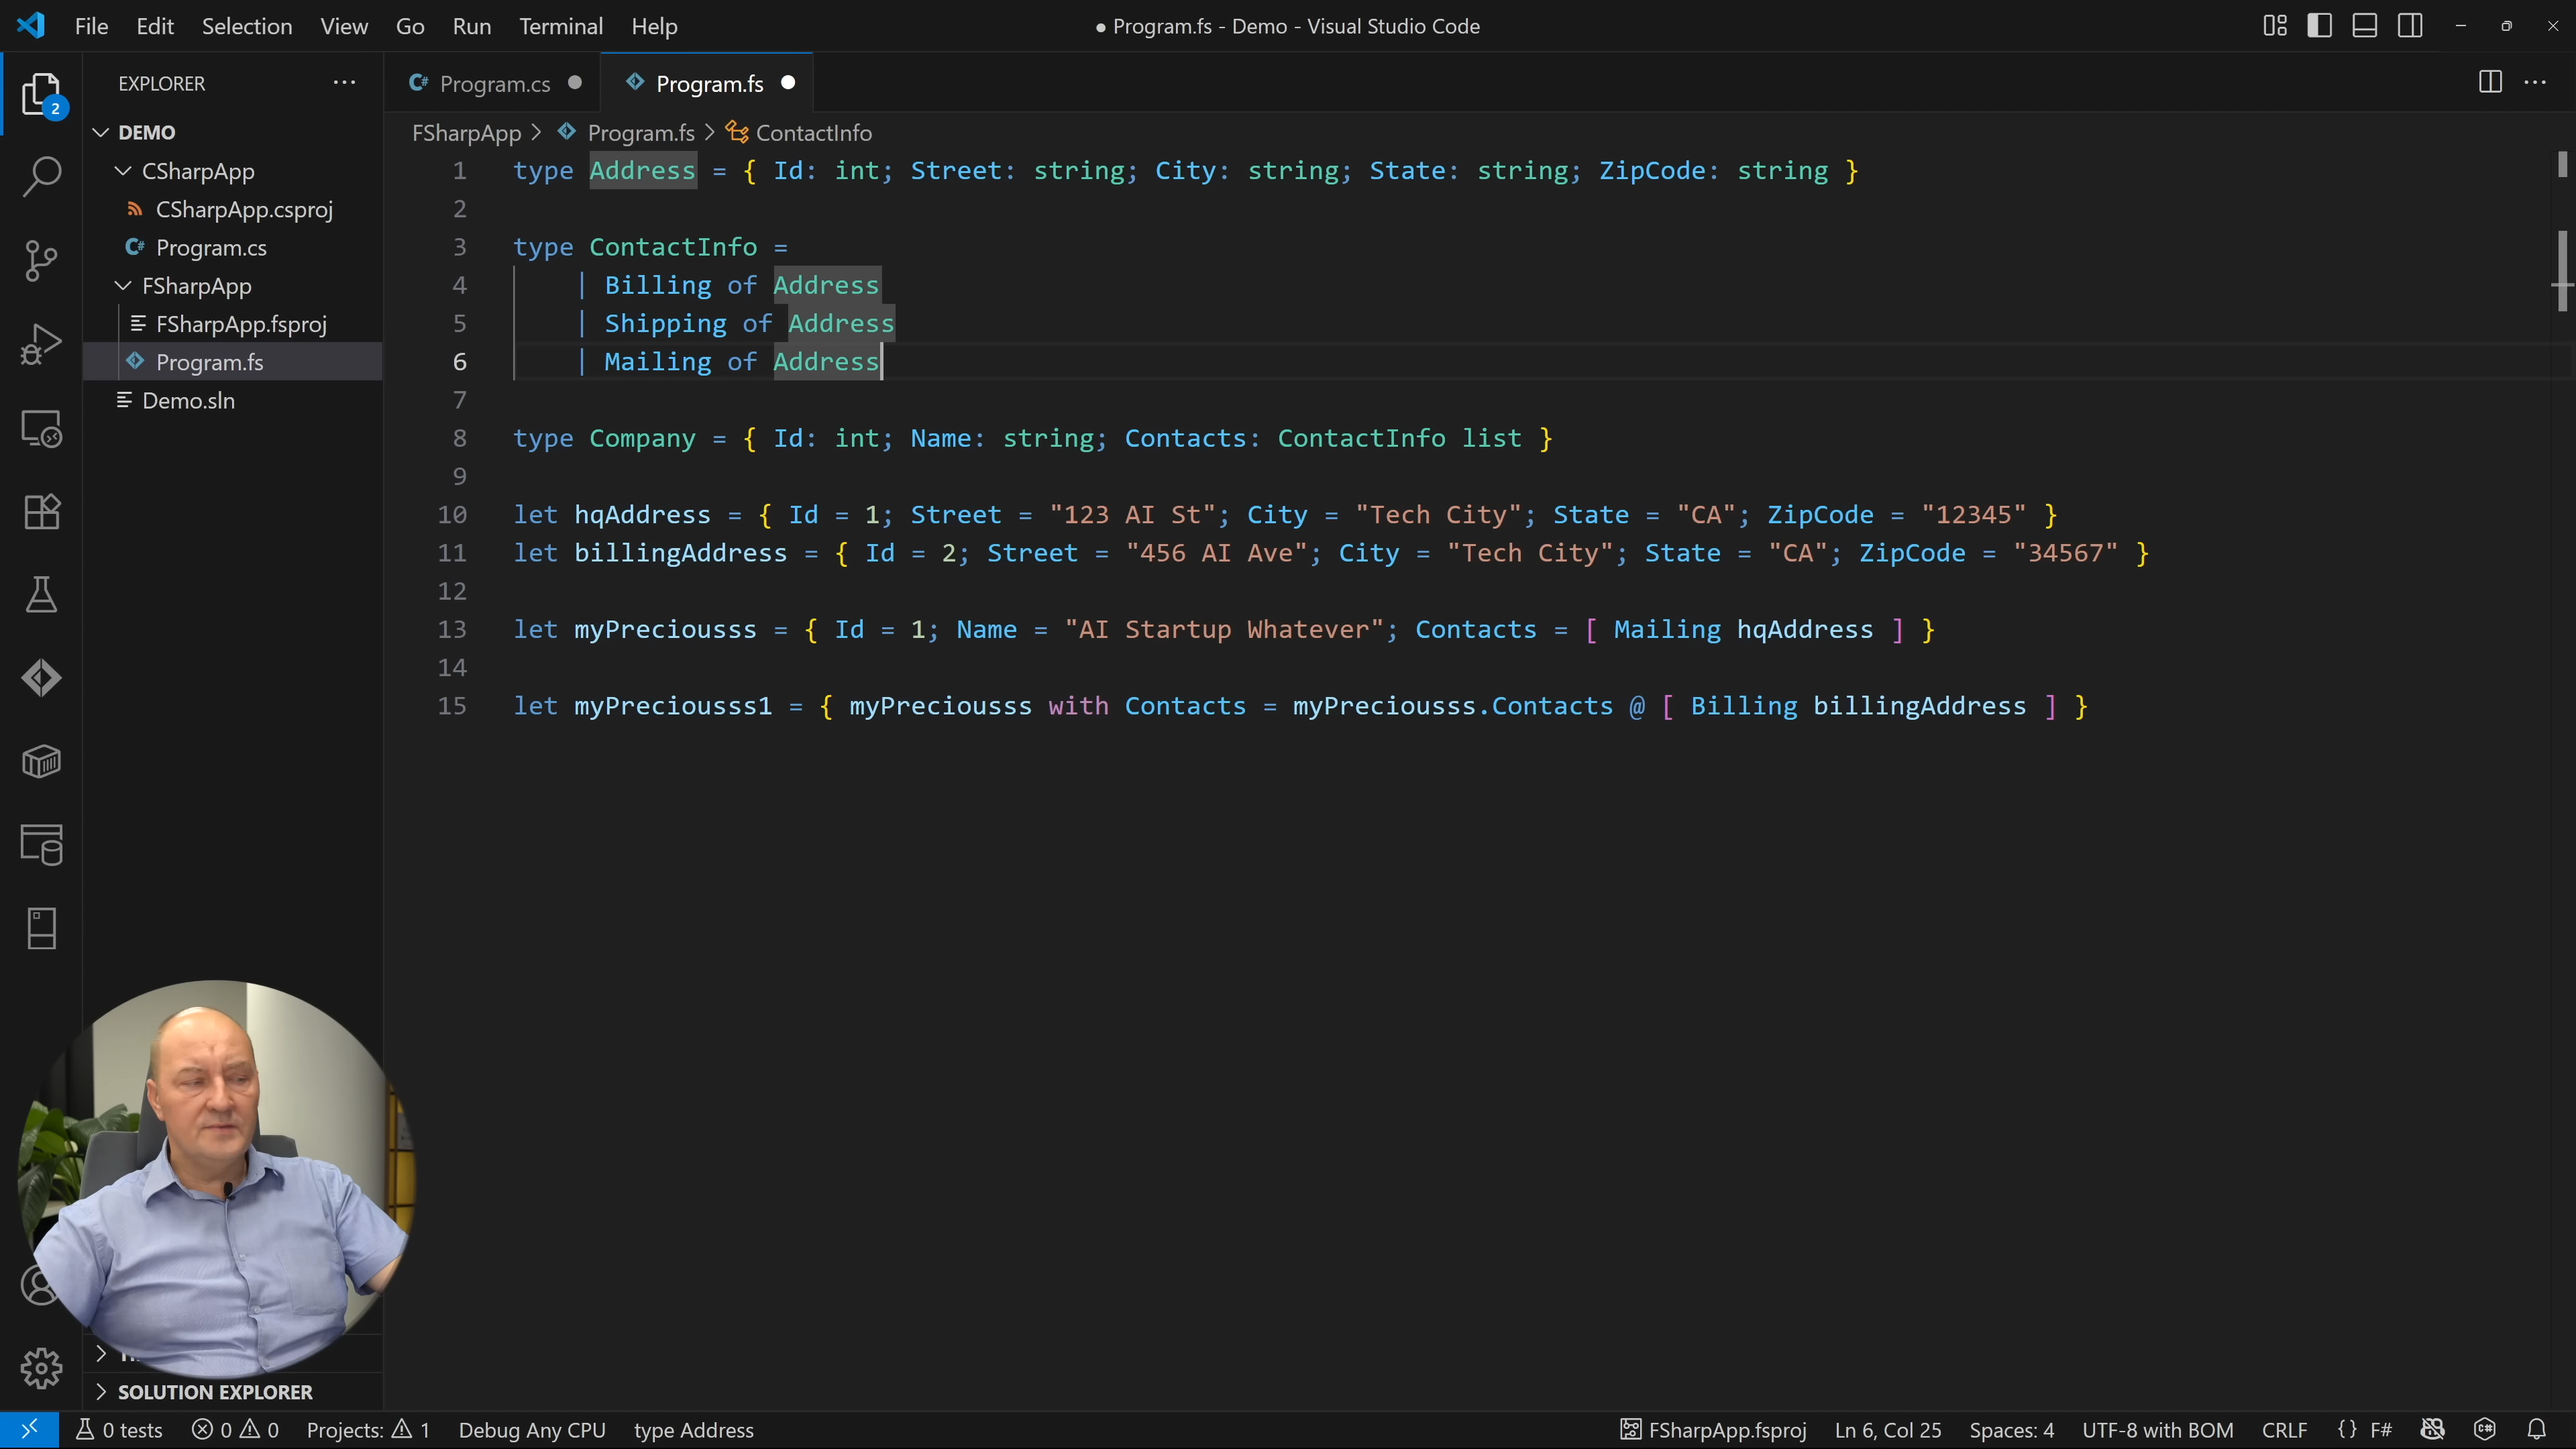 File Edit Selection View Go Run Terminal Help
● Program.fs - Demo - Visual Studio Code
EXPLORER
2
DEMO
CSharpApp
CSharpApp.csproj
C# Program.cs
FSharpApp
FSharpApp.fsproj
Program.fs
Demo.sln
SOLUTION EXPLORER
C# Program.cs
Program.fs
FSharpApp > Program.fs > ContactInfo
1 type Address = { Id: int; Street: string; City: string; State: string; ZipCode: string }
2
3 type ContactInfo =
4 | Billing of Address
5 | Shipping of Address
6 | Mailing of Address
7
8 type Company = { Id: int; Name: string; Contacts: ContactInfo list }
9
10 let hqAddress = { Id = 1; Street = "123 AI St"; City = "Tech City"; State = "CA"; ZipCode = "12345" }
11 let billingAddress = { Id = 2; Street = "456 AI Ave"; City = "Tech City"; State = "CA"; ZipCode = "34567" }
12
13 let myPreciousss = { Id = 1; Name = "AI Startup Whatever"; Contacts = [ Mailing hqAddress ] }
14
15 let myPreciousss1 = { myPreciousss with Contacts = myPreciousss.Contacts @ [ Billing billingAddress ] }
0 tests 0 0 Projects: 1 Debug Any CPU type Address
FSharpApp.fsproj Ln 6, Col 25 Spaces: 4 UTF-8 with BOM CRLF {} F#